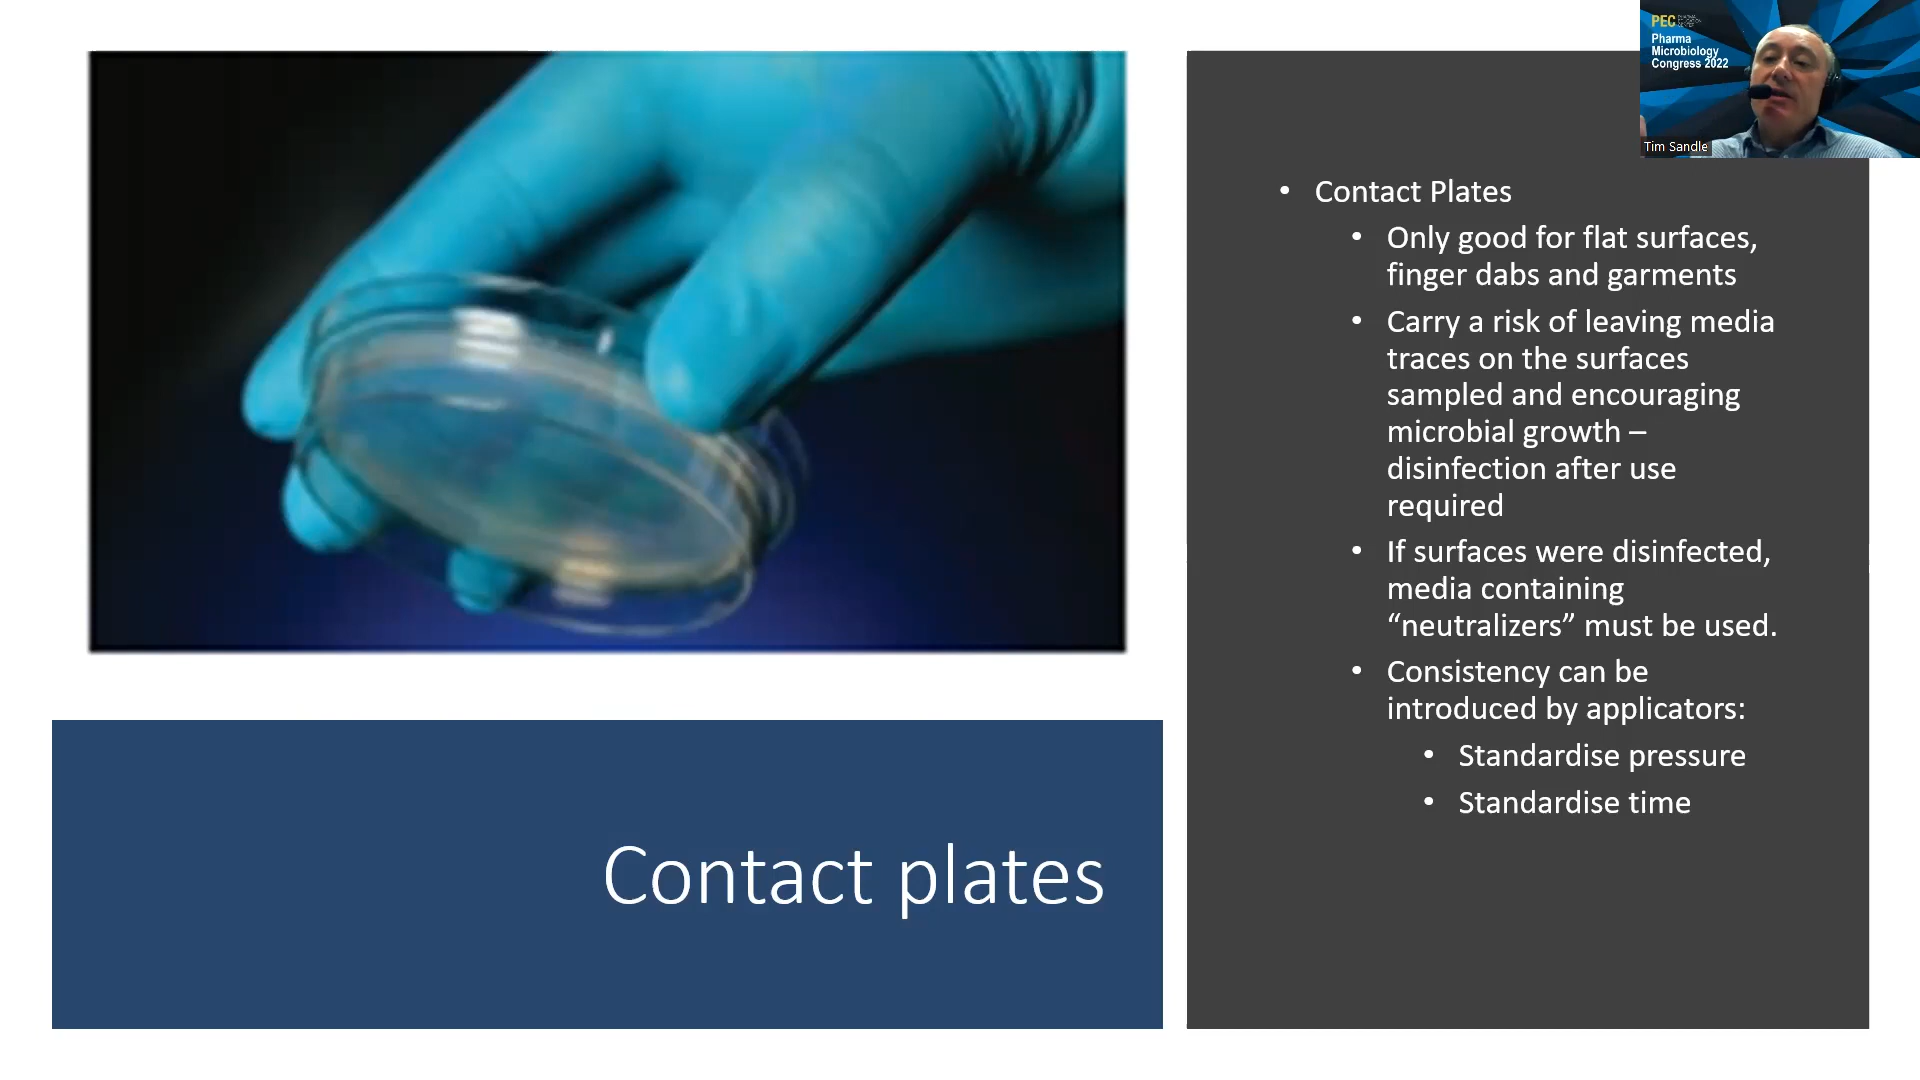 PEC
Pharma
Microbiology
Congress 2022
Tim Sandle
• Contact Plates
• Only good for flat surfaces,
finger dabs and garments
• Carry a risk of leaving media
traces on the surfaces
sampled and encouraging
microbial growth –
disinfection after use
required
• If surfaces were disinfected,
media containing
“neutralizers” must be used.
• Consistency can be
introduced by applicators:
• Standardise pressure
• Standardise time
Contact plates